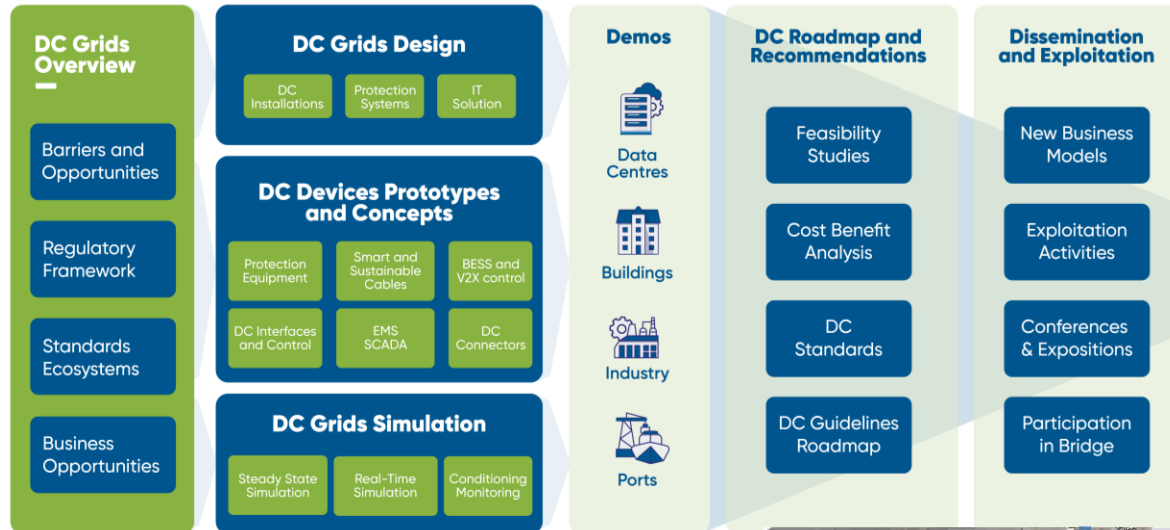 DC Grids
Overview
Barriers and
Opportunities
Regulatory
Framework
Standards
Ecosystems
Business
Opportunities
DC Grids Design
DC
Installations
Protection
Systems
IT
Solution
DC Devices Prototypes
and Concepts
Protection
Equipment
Smart and
Sustainable
Cables
BESS and
V2X control
DC Interfaces
and Control
EMS
SCADA
DC
Connectors
DC Grids Simulation
Steady State
Simulation
Real-Time
Simulation
Conditioning
Monitoring
Demos
Data
Centres
Buildings
Industry
Ports
DC Roadmap and
Recommendations
Feasibility
Studies
Cost Benefit
Analysis
DC
Standards
DC Guidelines
Roadmap
Dissemination
and Exploitation
New Business
Models
Exploitation
Activities
Conferences
& Expositions
Participation
in Bridge